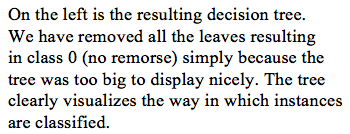 On the left is the resulting decision tree.
We have removed all the leaves resulting
in class 0 (no remorse) simply because the
tree was too big to display nicely. The tree
clearly visualizes the way in which instances
are classified.